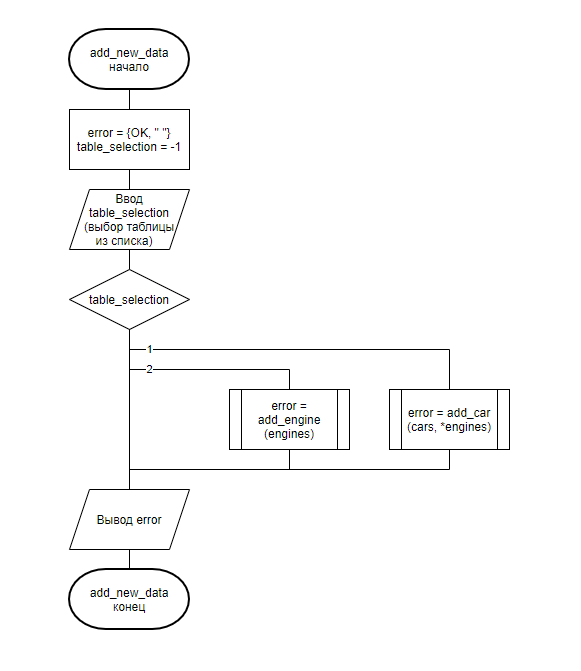 add_new_data
начало
error = {OK, " "}
table_selection = -1
Ввод
table_selection
(выбор таблицы
из списка)
table_selection
1
2
error =
add_engine
(engines)
error = add_car
(cars, *engines)
Вывод error
add_new_data
конец